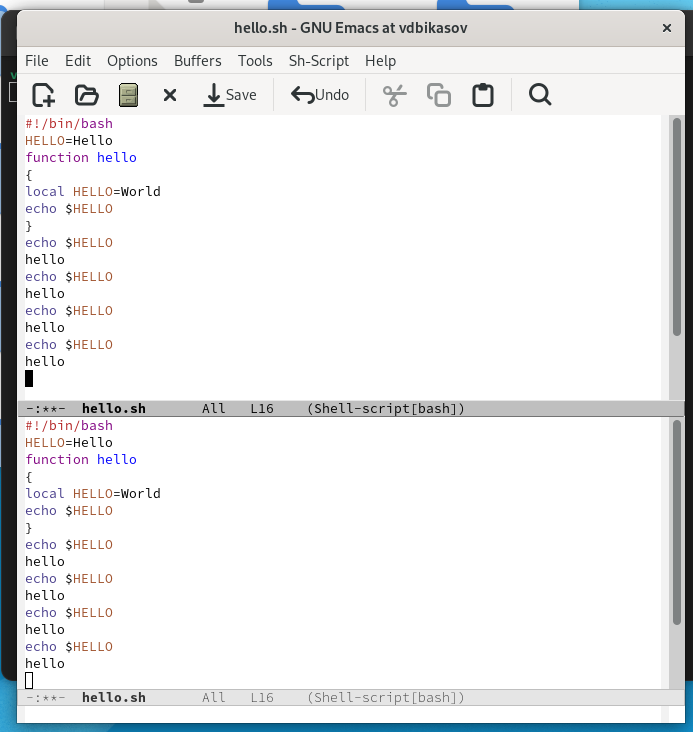 hello.sh - GNU Emacs at vdbikasov
File Edit Options Buffers Tools Sh-Script Help
Save Undo
#!/bin/bash
HELLO=Hello
function hello
{
local HELLO=World
echo $HELLO
}
echo $HELLO
hello
echo $HELLO
hello
echo $HELLO
hello
echo $HELLO
hello
-:**-  hello.sh       All   L16    (Shell-script[bash])
#!/bin/bash
HELLO=Hello
function hello
{
local HELLO=World
echo $HELLO
}
echo $HELLO
hello
echo $HELLO
hello
echo $HELLO
hello
echo $HELLO
hello
-:**-  hello.sh       All   L16    (Shell-script[bash])